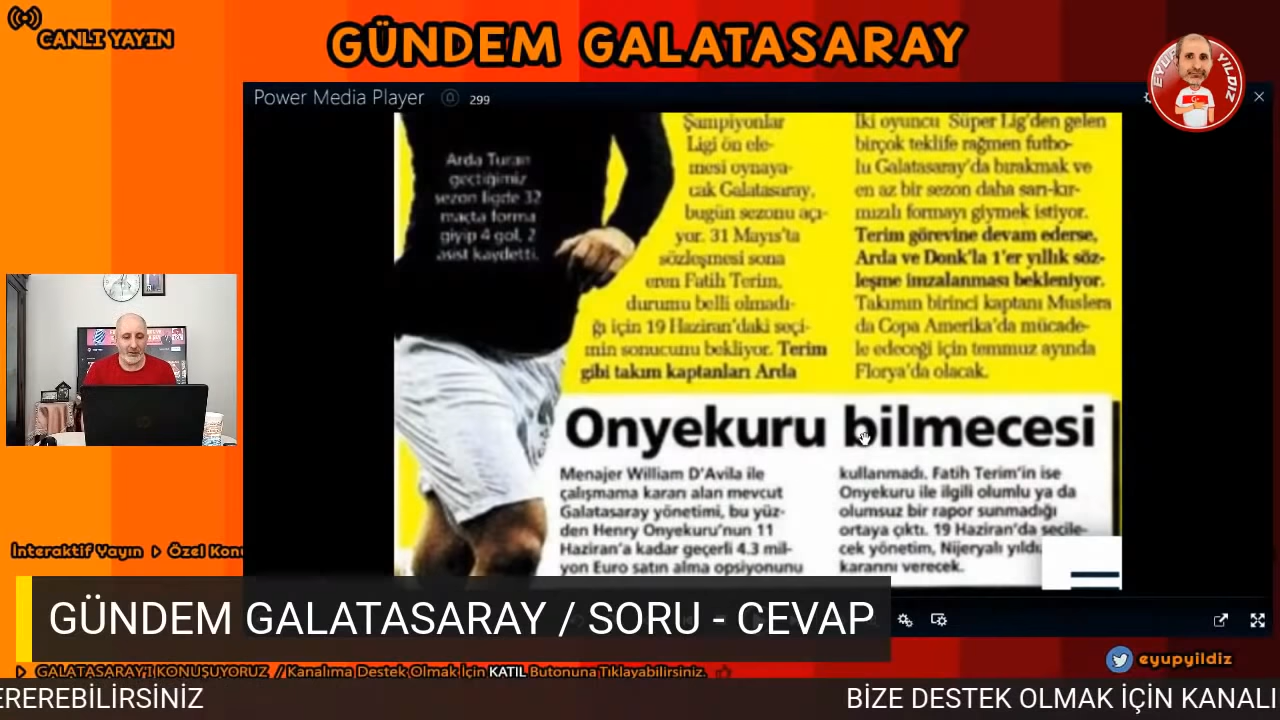 CANLI YAYIN
GÜNDEM GALATASARAY
EYUP YILDIZ
Power Media Player
299
Arda Turan
geçtiğimiz
sezon ligde 32
maçta forma
giyip 4 gol, 2
asist kaydetti.
Şampiyonlar
Ligi ön ele-
mesi oynaya-
cak Galatasaray,
bugün sezonu açı-
yor. 31 Mayıs'ta
sözleşmesi sona
eren Fatih Terim,
durumu belli olmadı-
ğı için 19 Haziran'daki seçi-
min sonucunu bekliyor. Terim
gibi takım kaptanları Arda
İki oyuncu Süper Lig'den gelen
birçok teklife rağmen futbo-
lu Galatasaray'da bırakmak ve
en az bir sezon daha sarı-kır-
mızılı formayı giymek istiyor.
Terim görevine devam ederse,
Arda ve Donk'la 1'er yıllık söz-
leşme imzalanması bekleniyor.
Takımın birinci kaptanı Muslera
da Copa Amerika'da mücade-
le edeceği için temmuz ayında
Florya'da olacak.
Onyekuru bilmecesi
Menajer William D'Avila ile
çalışmama kararı alan mevcut
Galatasaray yönetimi, bu yüz-
den Henry Onyekuru'nun 11
Haziran'a kadar geçerli 4.3 mil-
yon Euro satın alma opsiyonunu
kullanmadı. Fatih Terim'in ise
Onyekuru ile ilgili olumlu ya da
olumsuz bir rapor sunmadığı
ortaya çıktı. 19 Haziran'da seçile-
cek yönetim, Nijeryalı yıldı
kararını verecek.
İnteraktif Yayın Özel Konu
GÜNDEM GALATASARAY / SORU - CEVAP
eyupyildiz
GALATASARAY'I KONUŞUYORUZ / Kanalıma Destek Olmak İçin KATIL Butonuna Tıklayabilirsiniz.
EREREBİLİRSİNİZ
BİZE DESTEK OLMAK İÇİN KANALI